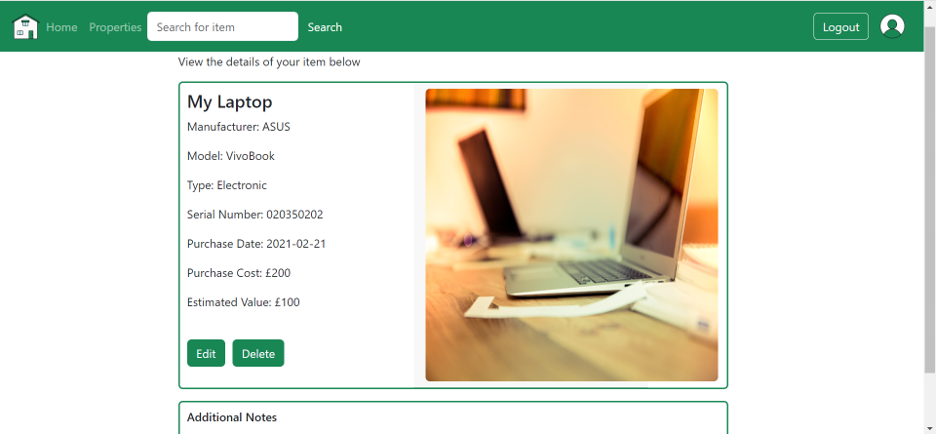 Home Properties Search for item Search Logout
View the details of your item below
My Laptop
Manufacturer: ASUS
Model: VivoBook
Type: Electronic
Serial Number: 020350202
Purchase Date: 2021-02-21
Purchase Cost: £200
Estimated Value: £100
Edit Delete
Additional Notes